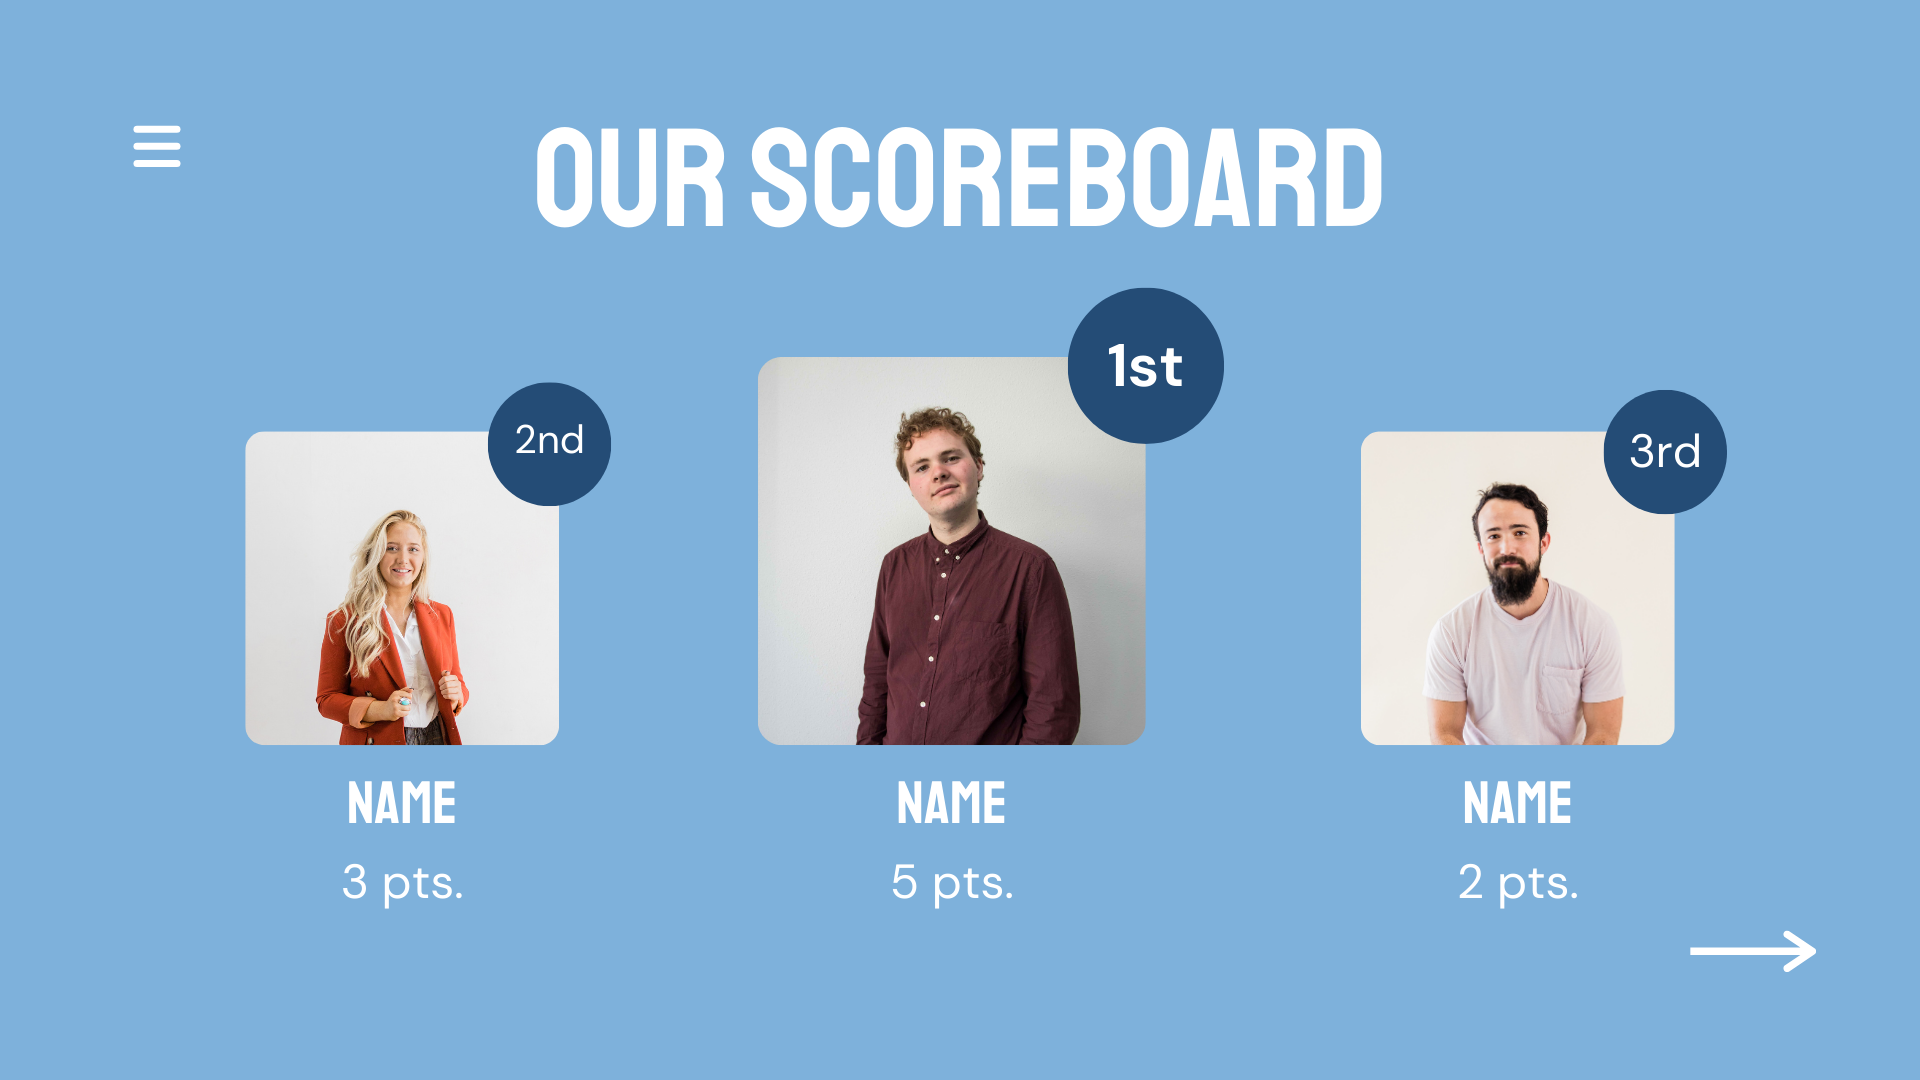 OUR SCOREBOARD
2nd
1st
3rd
NAME
3 pts.
NAME
5 pts.
NAME
2 pts.